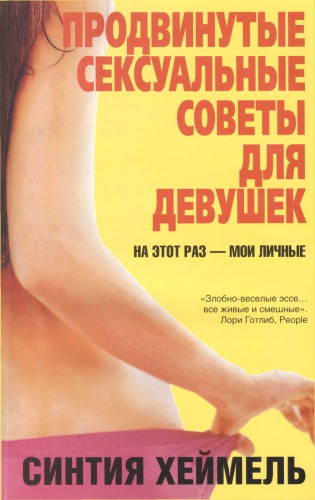 ПРОДВИНУТЫЕ
СЕКСУАЛЬНЫЕ
СОВЕТЫ
ДЛЯ
ДЕВУШЕК
НА ЭТОТ РАЗ — МОИ ЛИЧНЫЕ
«Злобно-веселые эссе...
все живые и смешные».
Лори Готлиб, People
СИНТИЯ ХЕЙМЕЛЬ